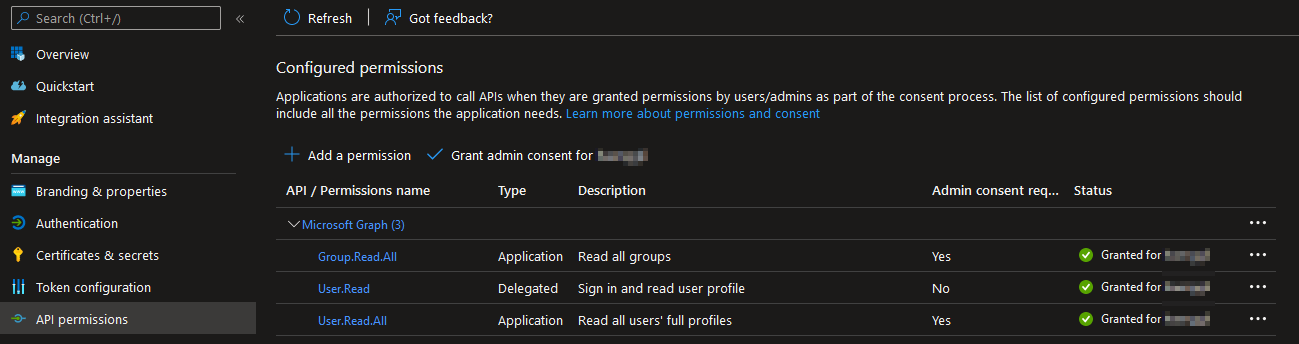 Search (Ctrl+/)
«
Refresh
Got feedback?
Overview
Quickstart
Integration assistant
Manage
Branding & properties
Authentication
Certificates & secrets
Token configuration
API permissions
Configured permissions
Applications are authorized to call APIs when they are granted permissions by users/admins as part of the consent process. The list of configured permissions should
include all the permissions the application needs. Learn more about permissions and consent
Add a permission
Grant admin consent for
API / Permissions name Type Description Admin consent req... Status
Microsoft Graph (3) ...
Group.Read.All Application Read all groups Yes Granted for ...
User.Read Delegated Sign in and read user profile No Granted for ...
User.Read.All Application Read all users' full profiles Yes Granted for ...